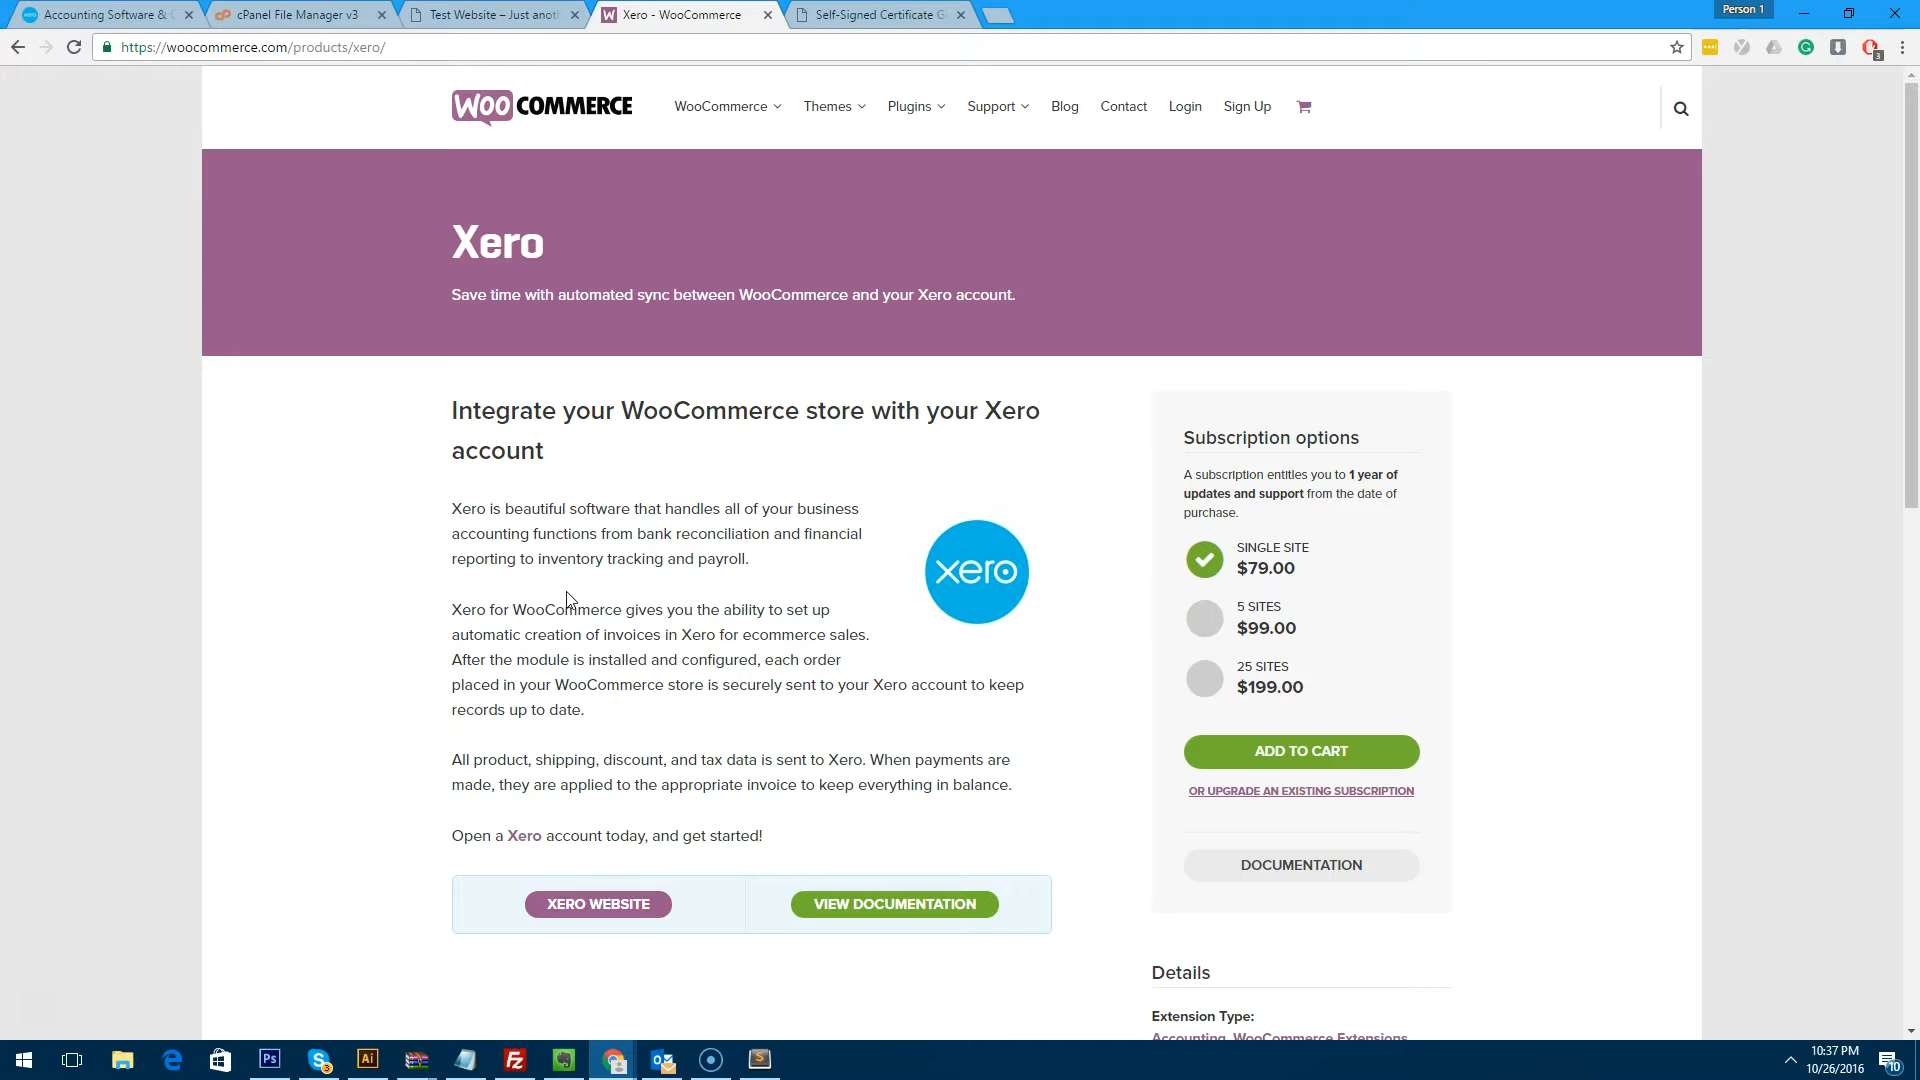 Accounting Software & C
cPanel File Manager v3
Test Website – Just anot
Xero - WooCommerce
Self-Signed Certificate G
Person 1
https://woocommerce.com/products/xero/
3
WOOCOMMERCE
WooCommerce
Themes
Plugins
Support
Blog
Contact
Login
Sign Up
Xero
Save time with automated sync between WooCommerce and your Xero account.
Integrate your WooCommerce store with your Xero
account
Xero is beautiful software that handles all of your business
accounting functions from bank reconciliation and financial
reporting to inventory tracking and payroll.
xero
Xero for WooCommerce gives you the ability to set up
automatic creation of invoices in Xero for ecommerce sales.
After the module is installed and configured, each order
placed in your WooCommerce store is securely sent to your Xero account to keep
records up to date.
All product, shipping, discount, and tax data is sent to Xero. When payments are
made, they are applied to the appropriate invoice to keep everything in balance.
Open a Xero account today, and get started!
XERO WEBSITE
VIEW DOCUMENTATION
Subscription options
A subscription entitles you to 1 year of
updates and support from the date of
purchase.
SINGLE SITE
$79.00
5 SITES
$99.00
25 SITES
$199.00
ADD TO CART
OR UPGRADE AN EXISTING SUBSCRIPTION
DOCUMENTATION
Details
Extension Type:
Accounting, WooCommerce Extensions
10:37 PM
10/26/2016
10